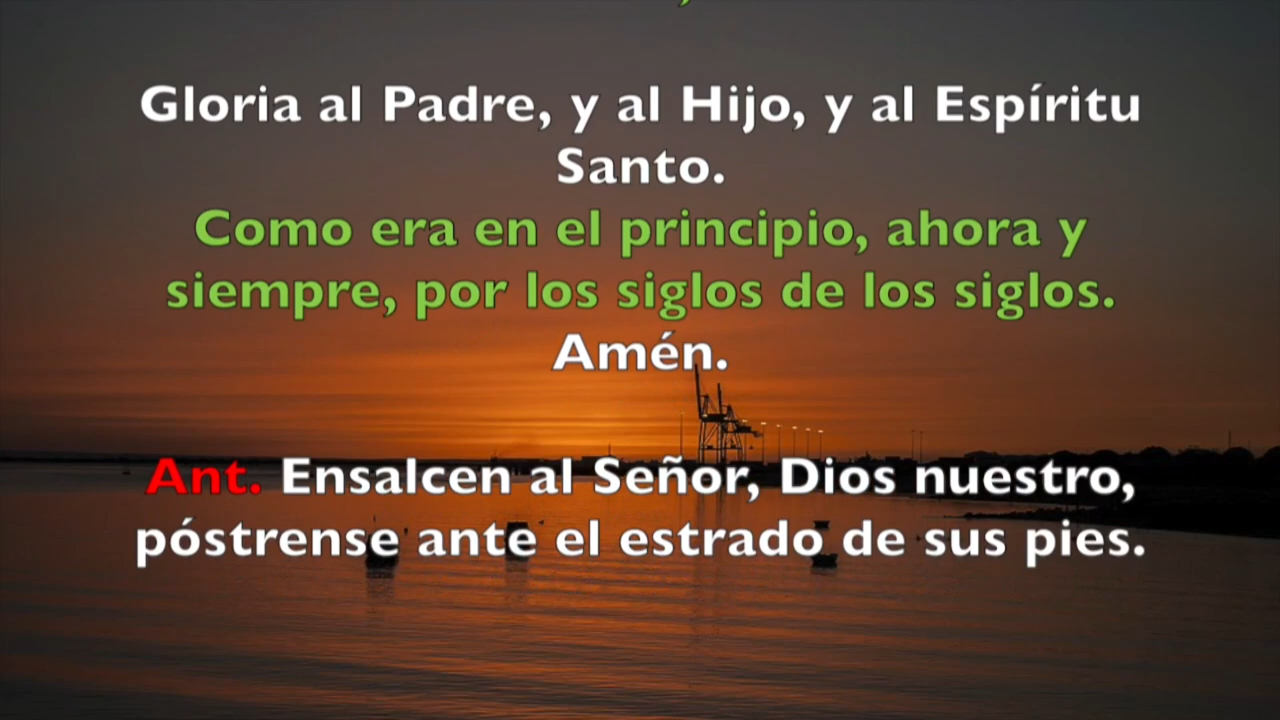 Gloria al Padre, y al Hijo, y al Espíritu
Santo.
Como era en el principio, ahora y
siempre, por los siglos de los siglos.
Amén.
Ant. Ensalcen al Señor, Dios nuestro,
póstrense ante el estrado de sus pies.